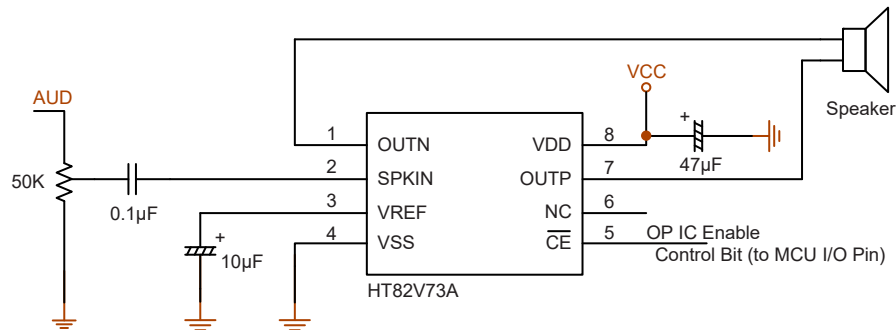 VCC
Speaker
AUD
50K
0.1µF
10µF
+
1
2
3
4
OUTN
SPKIN
VREF
VSS
VDD
OUTP
NC
C̅E̅
8
7
6
5
+
47µF
OP IC Enable
Control Bit (to MCU I/O Pin)
HT82V73A